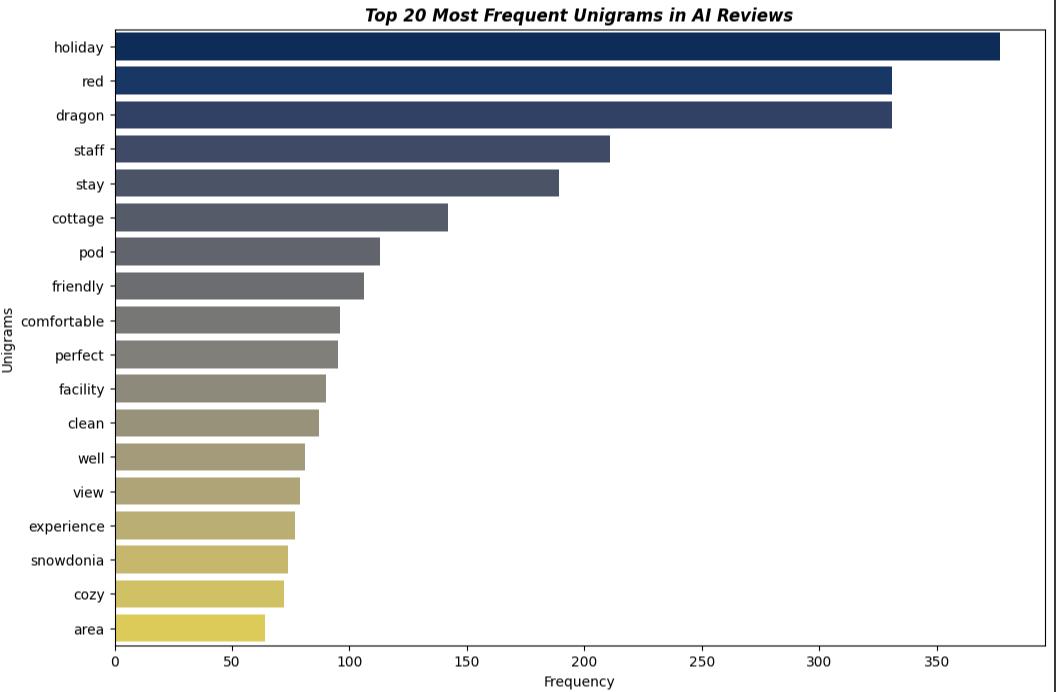 Top 20 Most Frequent Unigrams in AI Reviews
holiday
red
dragon
staff
stay
cottage
pod
friendly
comfortable
perfect
facility
clean
well
view
experience
snowdonia
cozy
area
Unigrams
0 50 100 150 200 250 300 350
Frequency